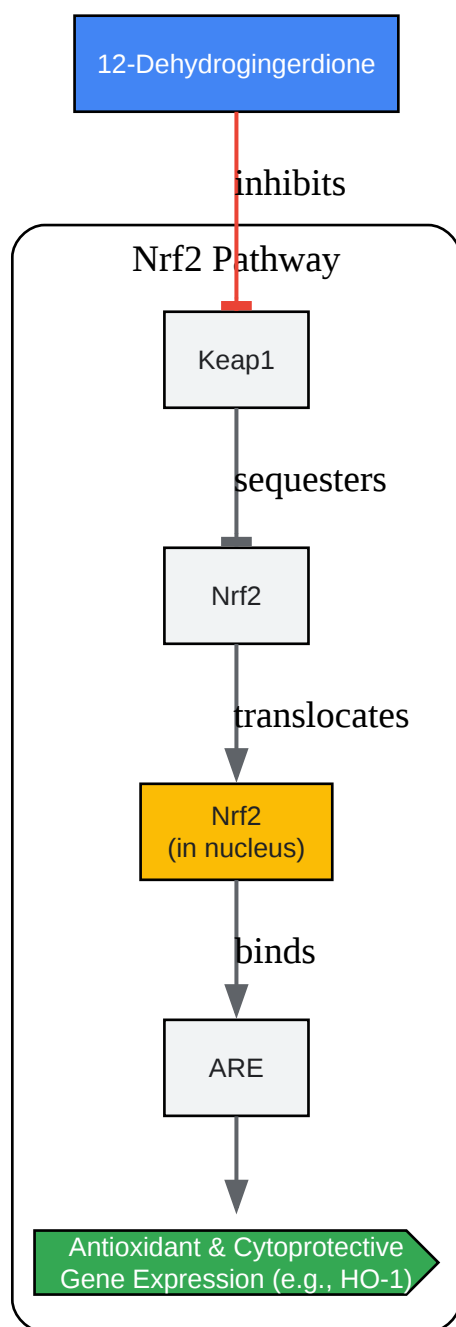 12-Dehydrogingerdione
inhibits
Nrf2 Pathway
Keap1
sequesters
Nrf2
translocates
Nrf2
(in nucleus)
binds
ARE
Antioxidant & Cytoprotective
Gene Expression (e.g., HO-1)